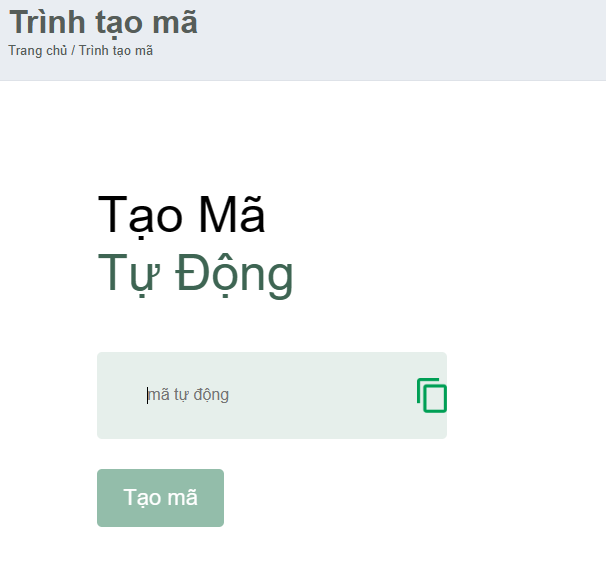 Trình tạo mã
Trang chủ / Trình tạo mã
Tạo Mã
Tự Động
mã tự động
Tạo mã